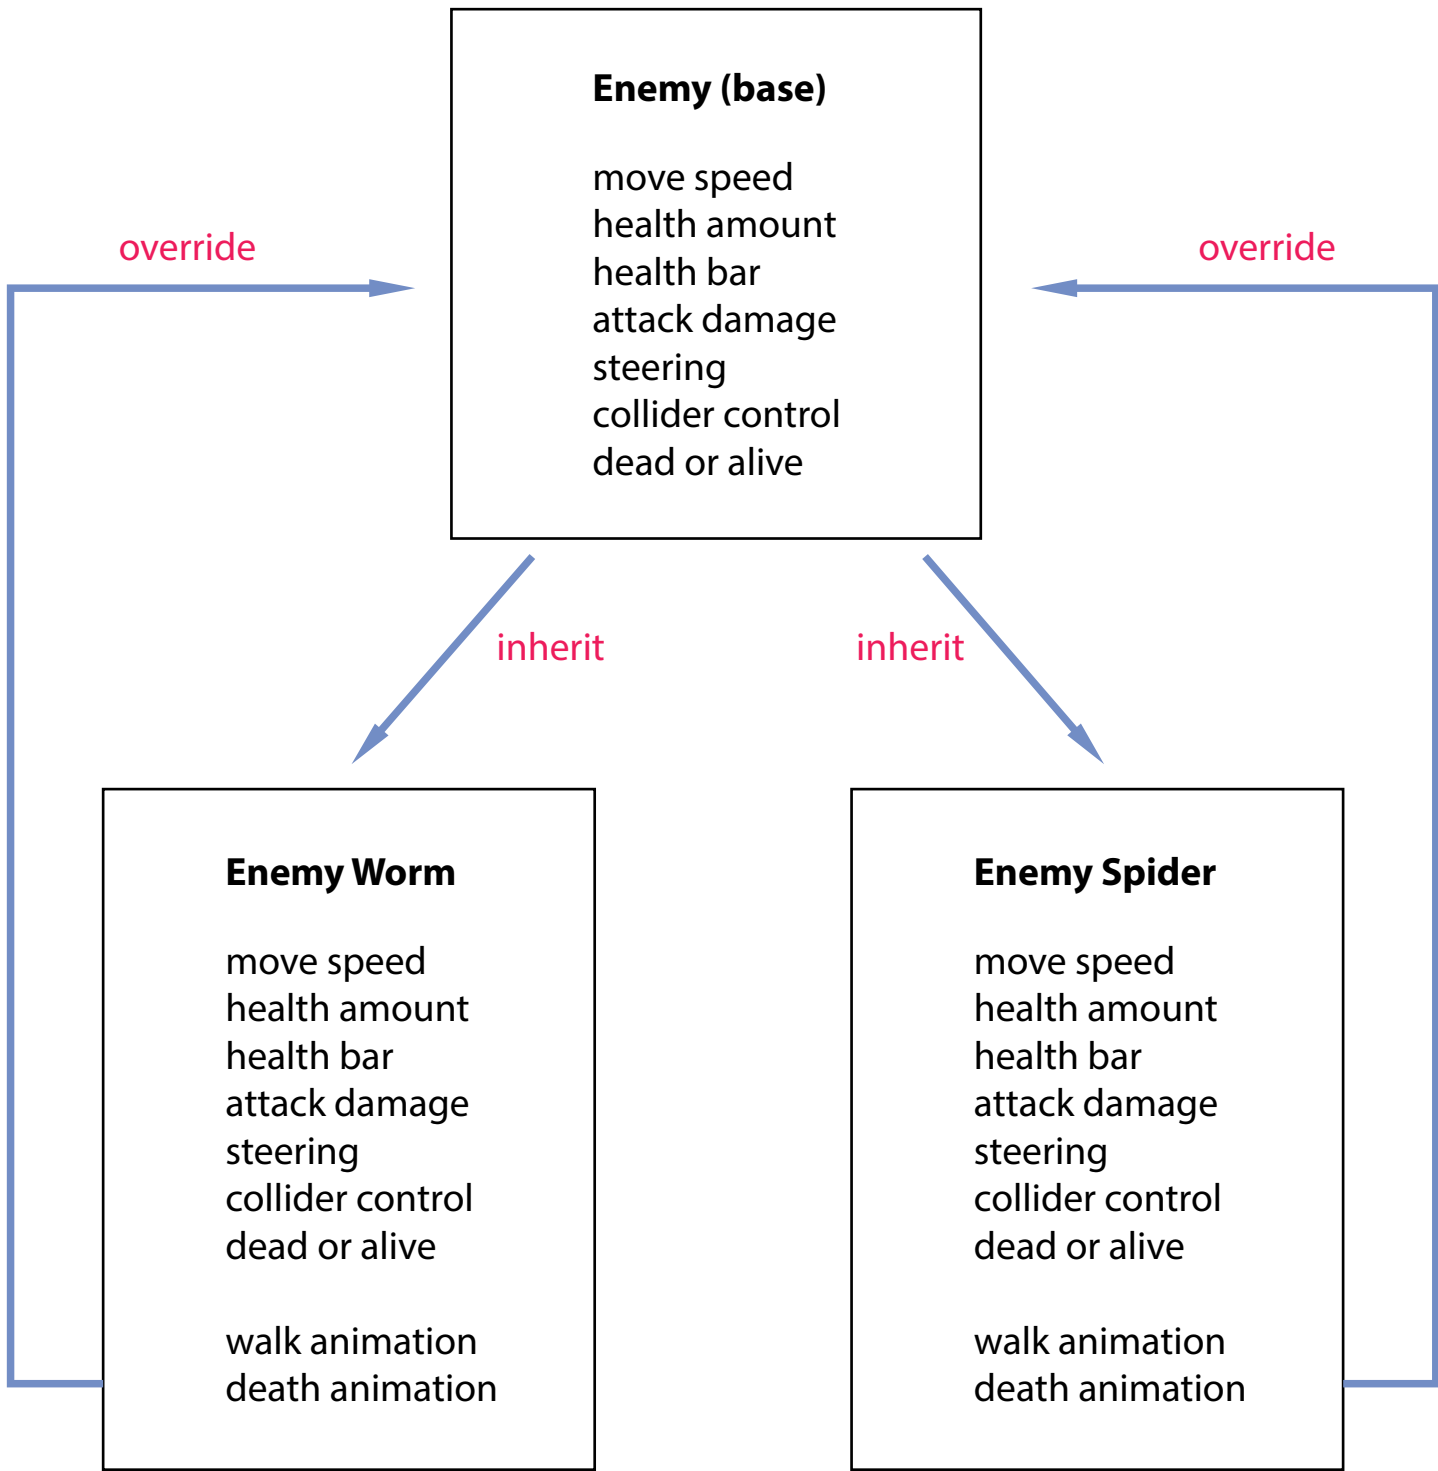 Enemy (base)
move speed
health amount
health bar
attack damage
steering
collider control
dead or alive
override
override
inherit
inherit
Enemy Worm
move speed
health amount
health bar
attack damage
steering
collider control
dead or alive
walk animation
death animation
Enemy Spider
move speed
health amount
health bar
attack damage
steering
collider control
dead or alive
walk animation
death animation